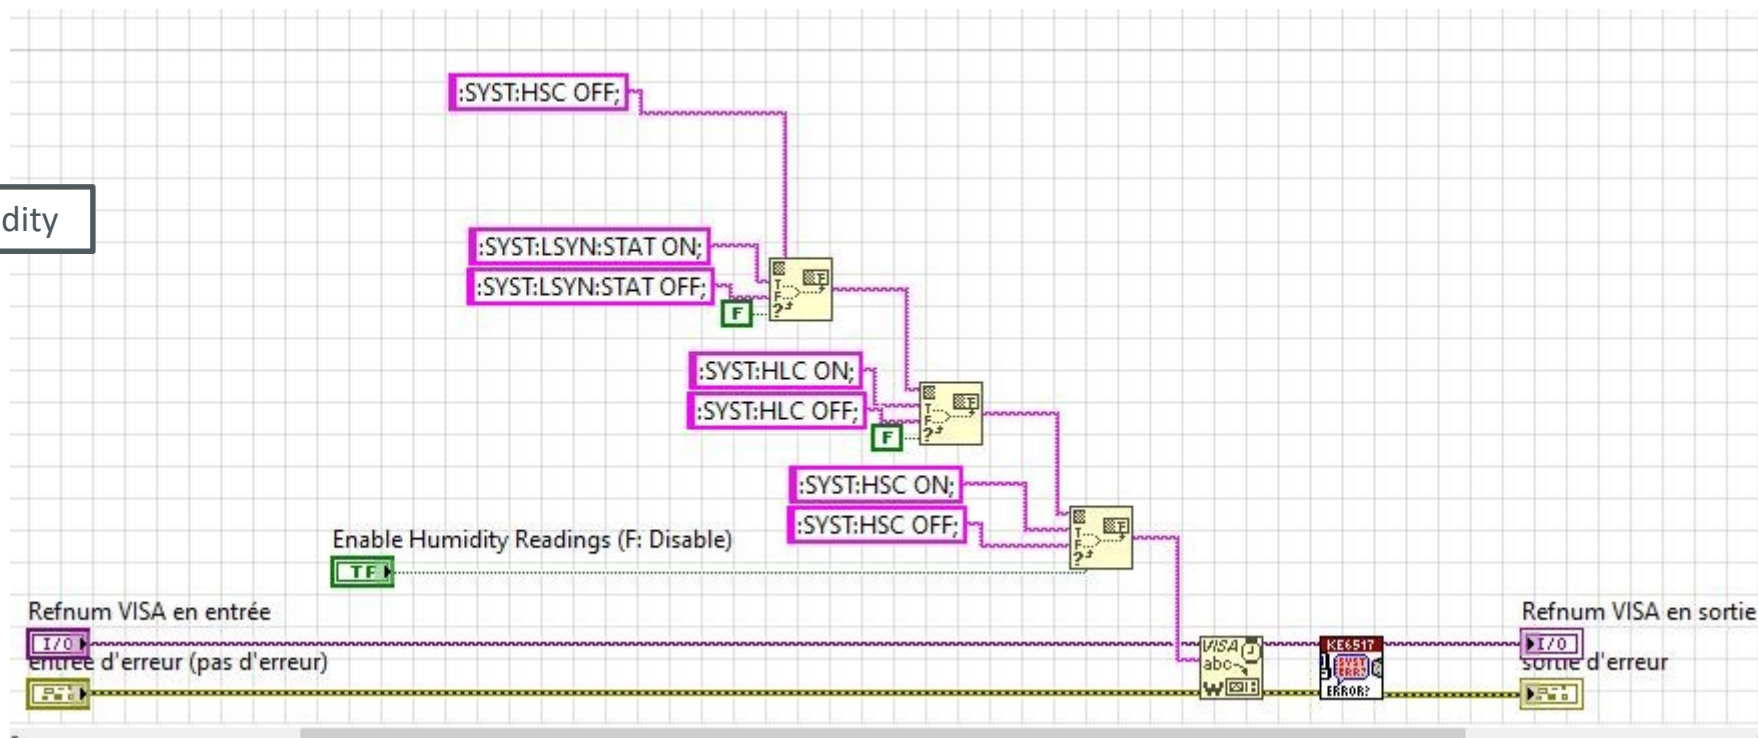 :SYST:HSC OFF;
dity
:SYST:LSYN:STAT ON;
:SYST:LSYN:STAT OFF;
T
F
?
F
:SYST:HLC ON;
:SYST:HLC OFF;
T
F
?
F
:SYST:HSC ON;
:SYST:HSC OFF;
T
F
?
Enable Humidity Readings (F: Disable)
TF
Refnum VISA en entrée
I/O
entrée d'erreur (pas d'erreur)
VISA
abc
W
KE6517
SYST
ERR?
ERROR?
Refnum VISA en sortie
I/O
sortie d'erreur